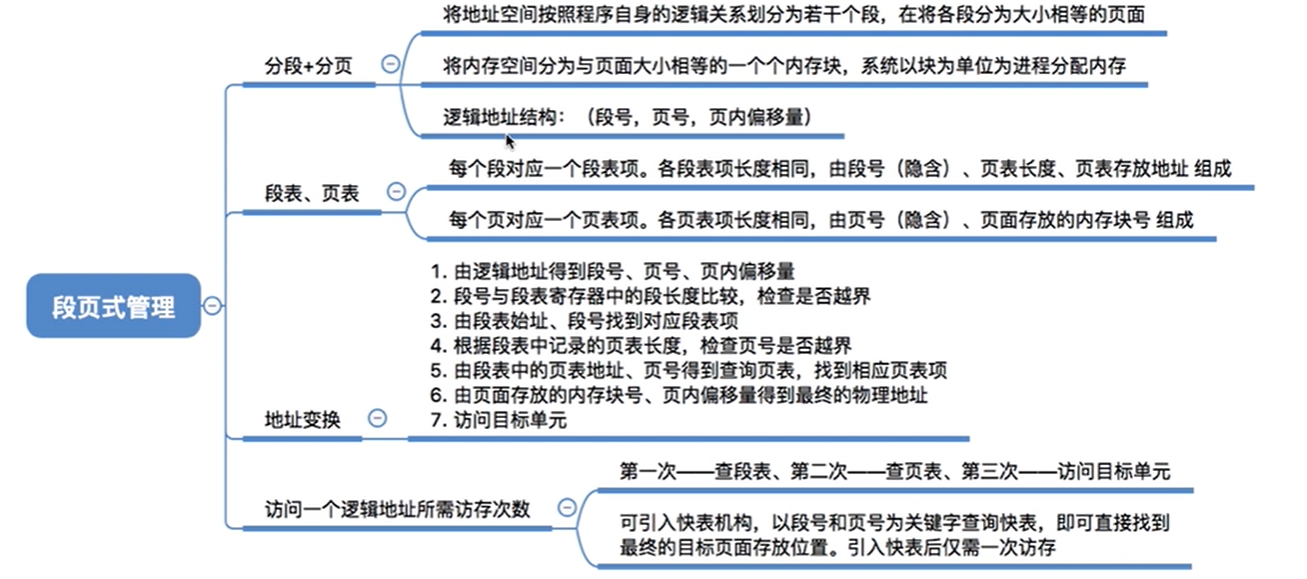 将地址空间按照程序自身的逻辑关系划分为若干个段，在将各段分为大小相等的页面
分段+分页
将内存空间分为与页面大小相等的一个个内存块，系统以块为单位为进程分配内存
逻辑地址结构：（段号，页号，页内偏移量）
每个段对应一个段表项。各段表项长度相同，由段号（隐含）、页表长度、页表存放地址 组成
段表、页表
每个页对应一个页表项。各页表项长度相同，由页号（隐含）、页面存放的内存块号 组成
段页式管理
1. 由逻辑地址得到段号、页号、页内偏移量
2. 段号与段表寄存器中的段长度比较，检查是否越界
3. 由段表始址、段号找到对应段表项
4. 根据段表中记录的页表长度，检查页号是否越界
5. 由段表中的页表地址、页号得到查询页表，找到相应页表项
6. 由页面存放的内存块号、页内偏移量得到最终的物理地址
7. 访问目标单元
地址变换
第一次——查段表、第二次——查页表、第三次——访问目标单元
访问一个逻辑地址所需访存次数
可引入快表机构，以段号和页号为关键字查询快表，即可直接找到
最终的目标页面存放位置。引入快表后仅需一次访存